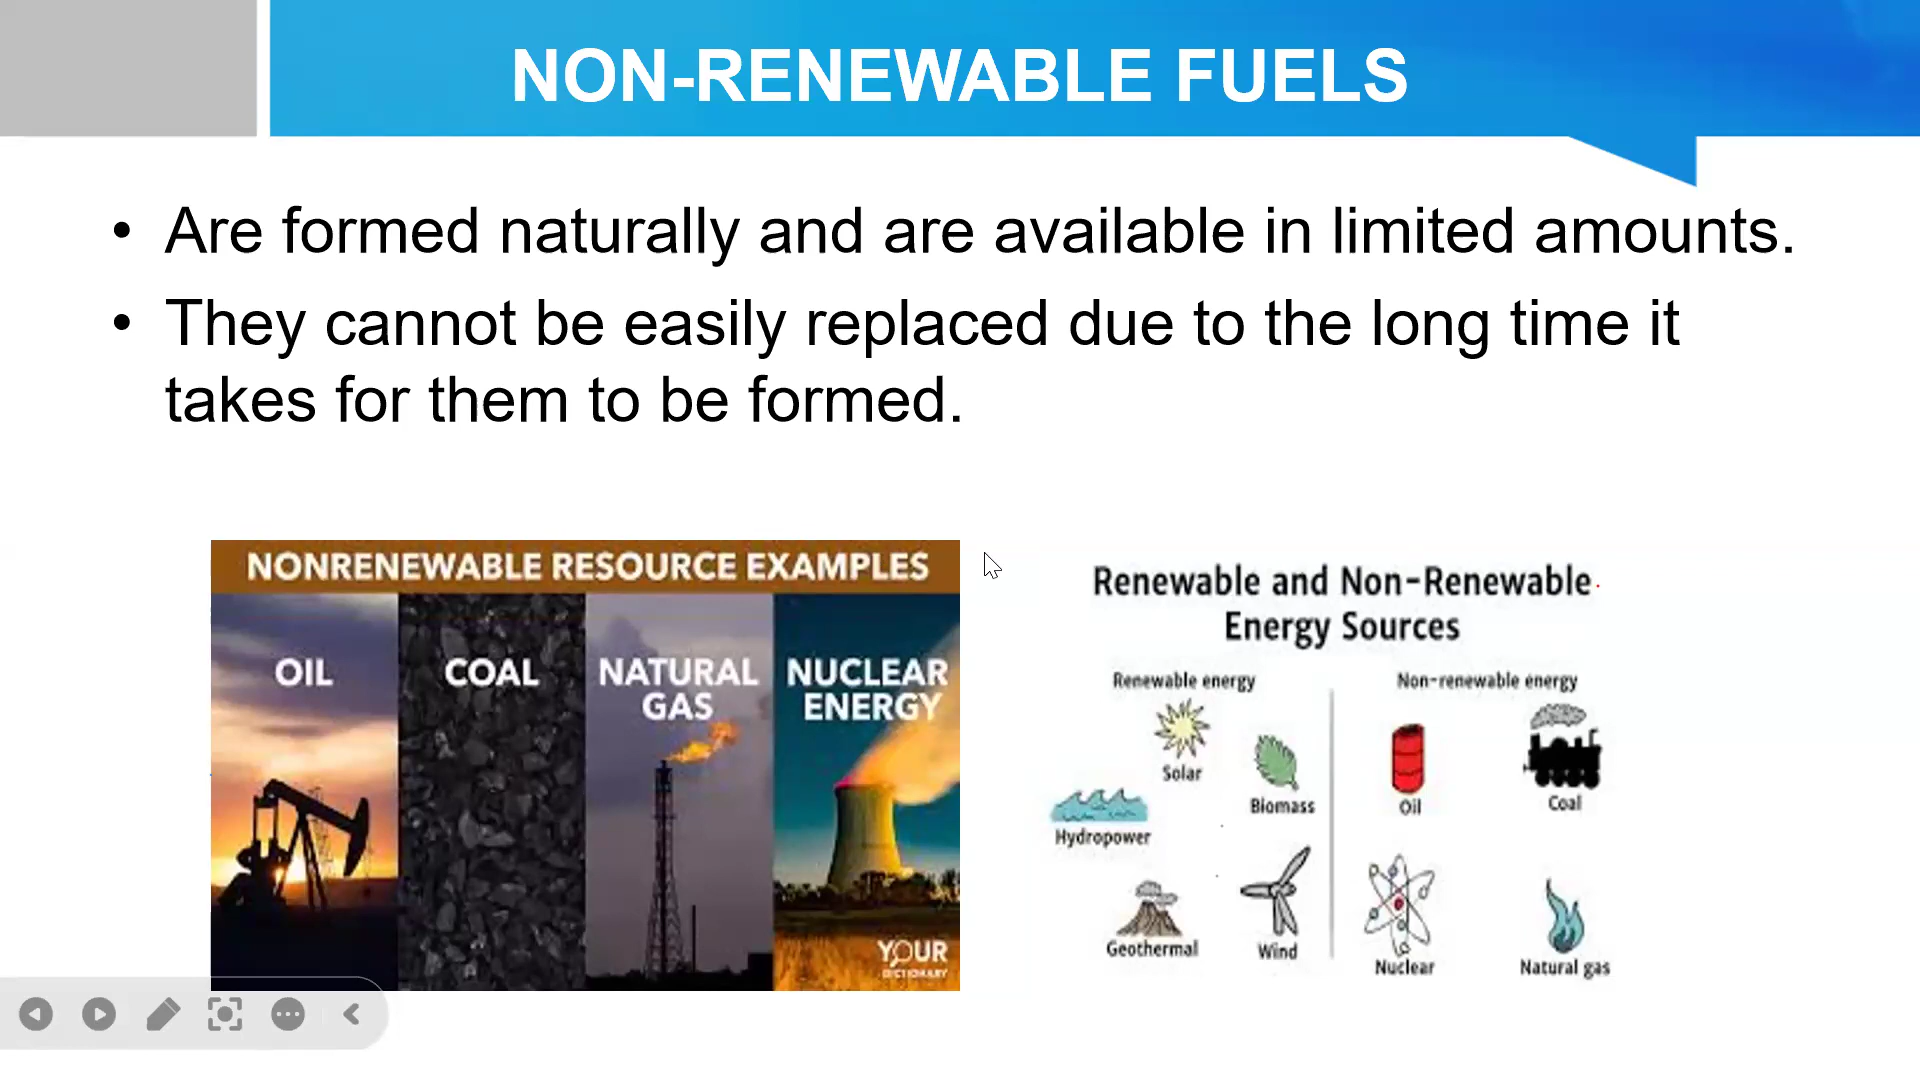 NON-RENEWABLE FUELS
• Are formed naturally and are available in limited amounts.
• They cannot be easily replaced due to the long time it
takes for them to be formed.
NONRENEWABLE RESOURCE EXAMPLES
OIL
COAL
NATURAL
GAS
NUCLEAR
ENERGY
YOUR
DICTIONARY
Renewable and Non-Renewable
Energy Sources
Renewable energy
Solar
Biomass
Hydropower
Geothermal
Wind
Non-renewable energy
Oil
Coal
Nuclear
Natural gas